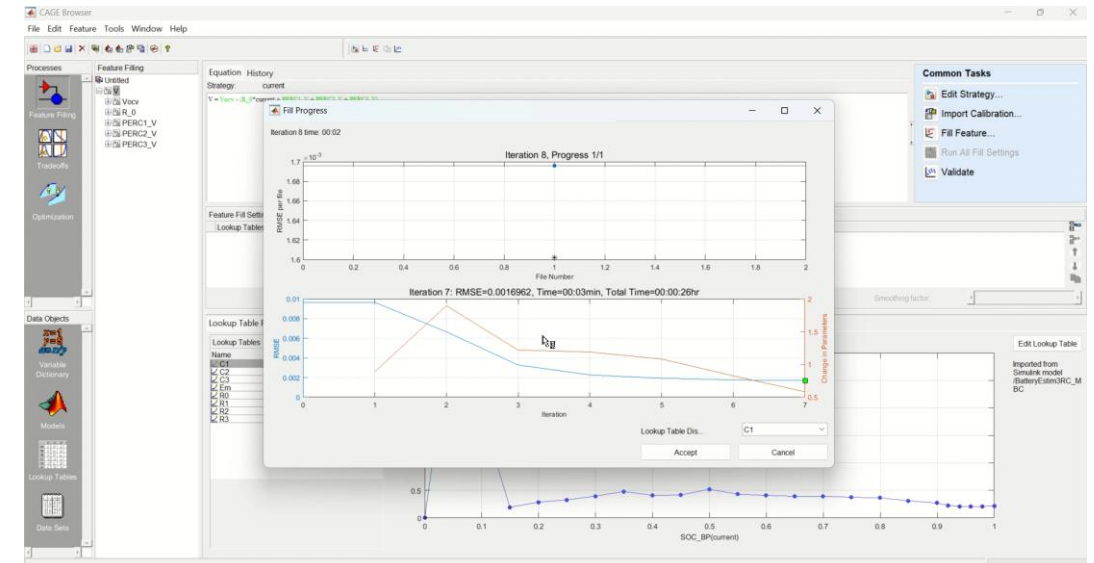 CAGE Browser
File Edit Feature Tools Window Help
Processes
Feature Filling
Tradeoffs
Optimization
Feature Filling
Untitled
V
Vocv
R_0
PERC1_V
PERC2_V
PERC3_V
Equation History
Strategy: current
Common Tasks
Edit Strategy...
Import Calibration...
Fill Feature...
Run All Fill Settings
Validate
Fill Progress
Iteration 8 time: 00:02
Iteration 8, Progress 1/1
× 10⁻³
RMSE per file
1.7
1.68
1.66
1.64
1.62
1.6
0 0.2 0.4 0.6 0.8 1 1.2 1.4 1.6 1.8 2
File Number
Iteration 7: RMSE=0.0016962, Time=00:03min, Total Time=00:00:26hr
RMSE
0.01
0.008
0.006
0.004
0.002
0
2
1.5
1
0.5
Change in Parameters
0 1 2 3 4 5 6 7
Iteration
Lookup Table Dis...
C1
Accept Cancel
Feature Fill Setti
Lookup Tables
Smoothing factor:
Data Objects
Variable
Dictionary
Models
Lookup Tables
Data Sets
Lookup Table F
Lookup Tables
Name
C1
C2
C3
Em
R0
R1
R2
R3
Edit Lookup Table
Imported from
Simulink model
/BatteryEstim3RC_M
BC
0.5
0
0 0.1 0.2 0.3 0.4 0.5 0.6 0.7 0.8 0.9 1
SOC_BP(current)